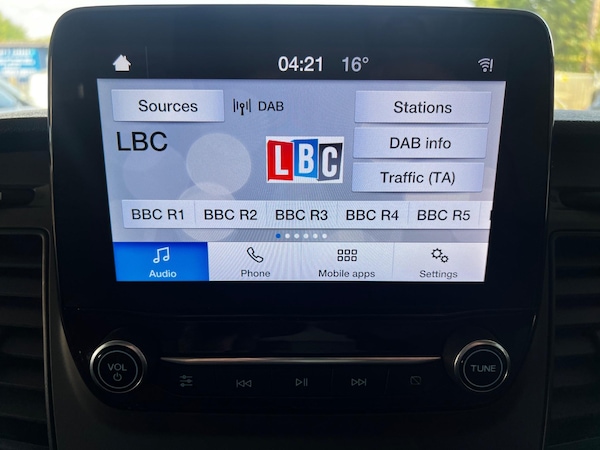 04:21 16°
Sources DAB Stations
LBC
LBC
DAB info
Traffic (TA)
BBC R1 BBC R2 BBC R3 BBC R4 BBC R5
Audio Phone Mobile apps Settings
VOL TUNE